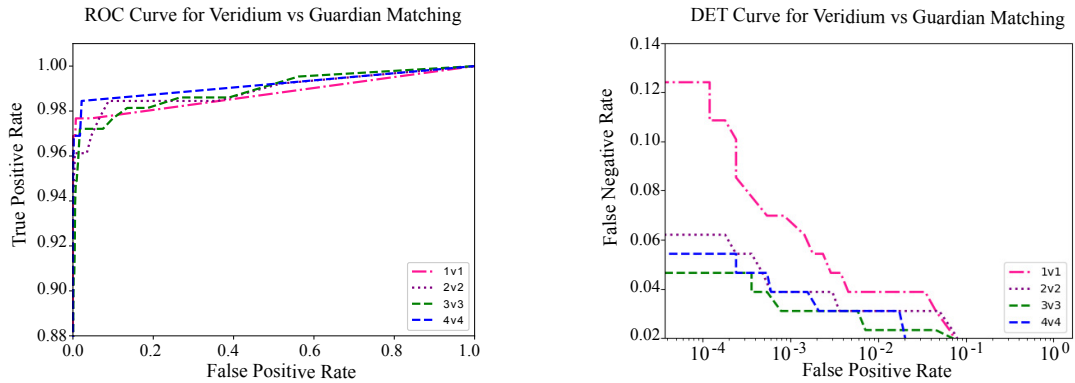 ROC Curve for Veridium vs Guardian Matching
True Positive Rate
1.00
0.98
0.96
0.94
0.92
0.90
0.88
0.0
0.2
0.4
0.6
0.8
1.0
False Positive Rate
1v1
2v2
3v3
4v4
DET Curve for Veridium vs Guardian Matching
False Negative Rate
0.14
0.12
0.10
0.08
0.06
0.04
0.02
10⁻⁴
10⁻³
10⁻²
10⁻¹
10⁰
False Positive Rate
1v1
2v2
3v3
4v4